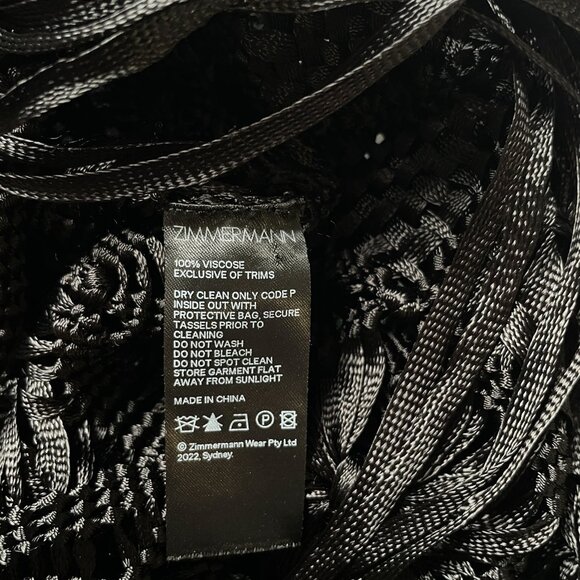 ZIMMERMANN
100% VISCOSE
EXCLUSIVE OF TRIMS
DRY CLEAN ONLY CODE P
INSIDE OUT WITH
PROTECTIVE BAG, SECURE
TASSELS PRIOR TO
CLEANING
DO NOT WASH
DO NOT BLEACH
DO NOT SPOT CLEAN
STORE GARMENT FLAT
AWAY FROM SUNLIGHT
MADE IN CHINA
P
© Zimmermann Wear Pty Ltd
2022, Sydney.